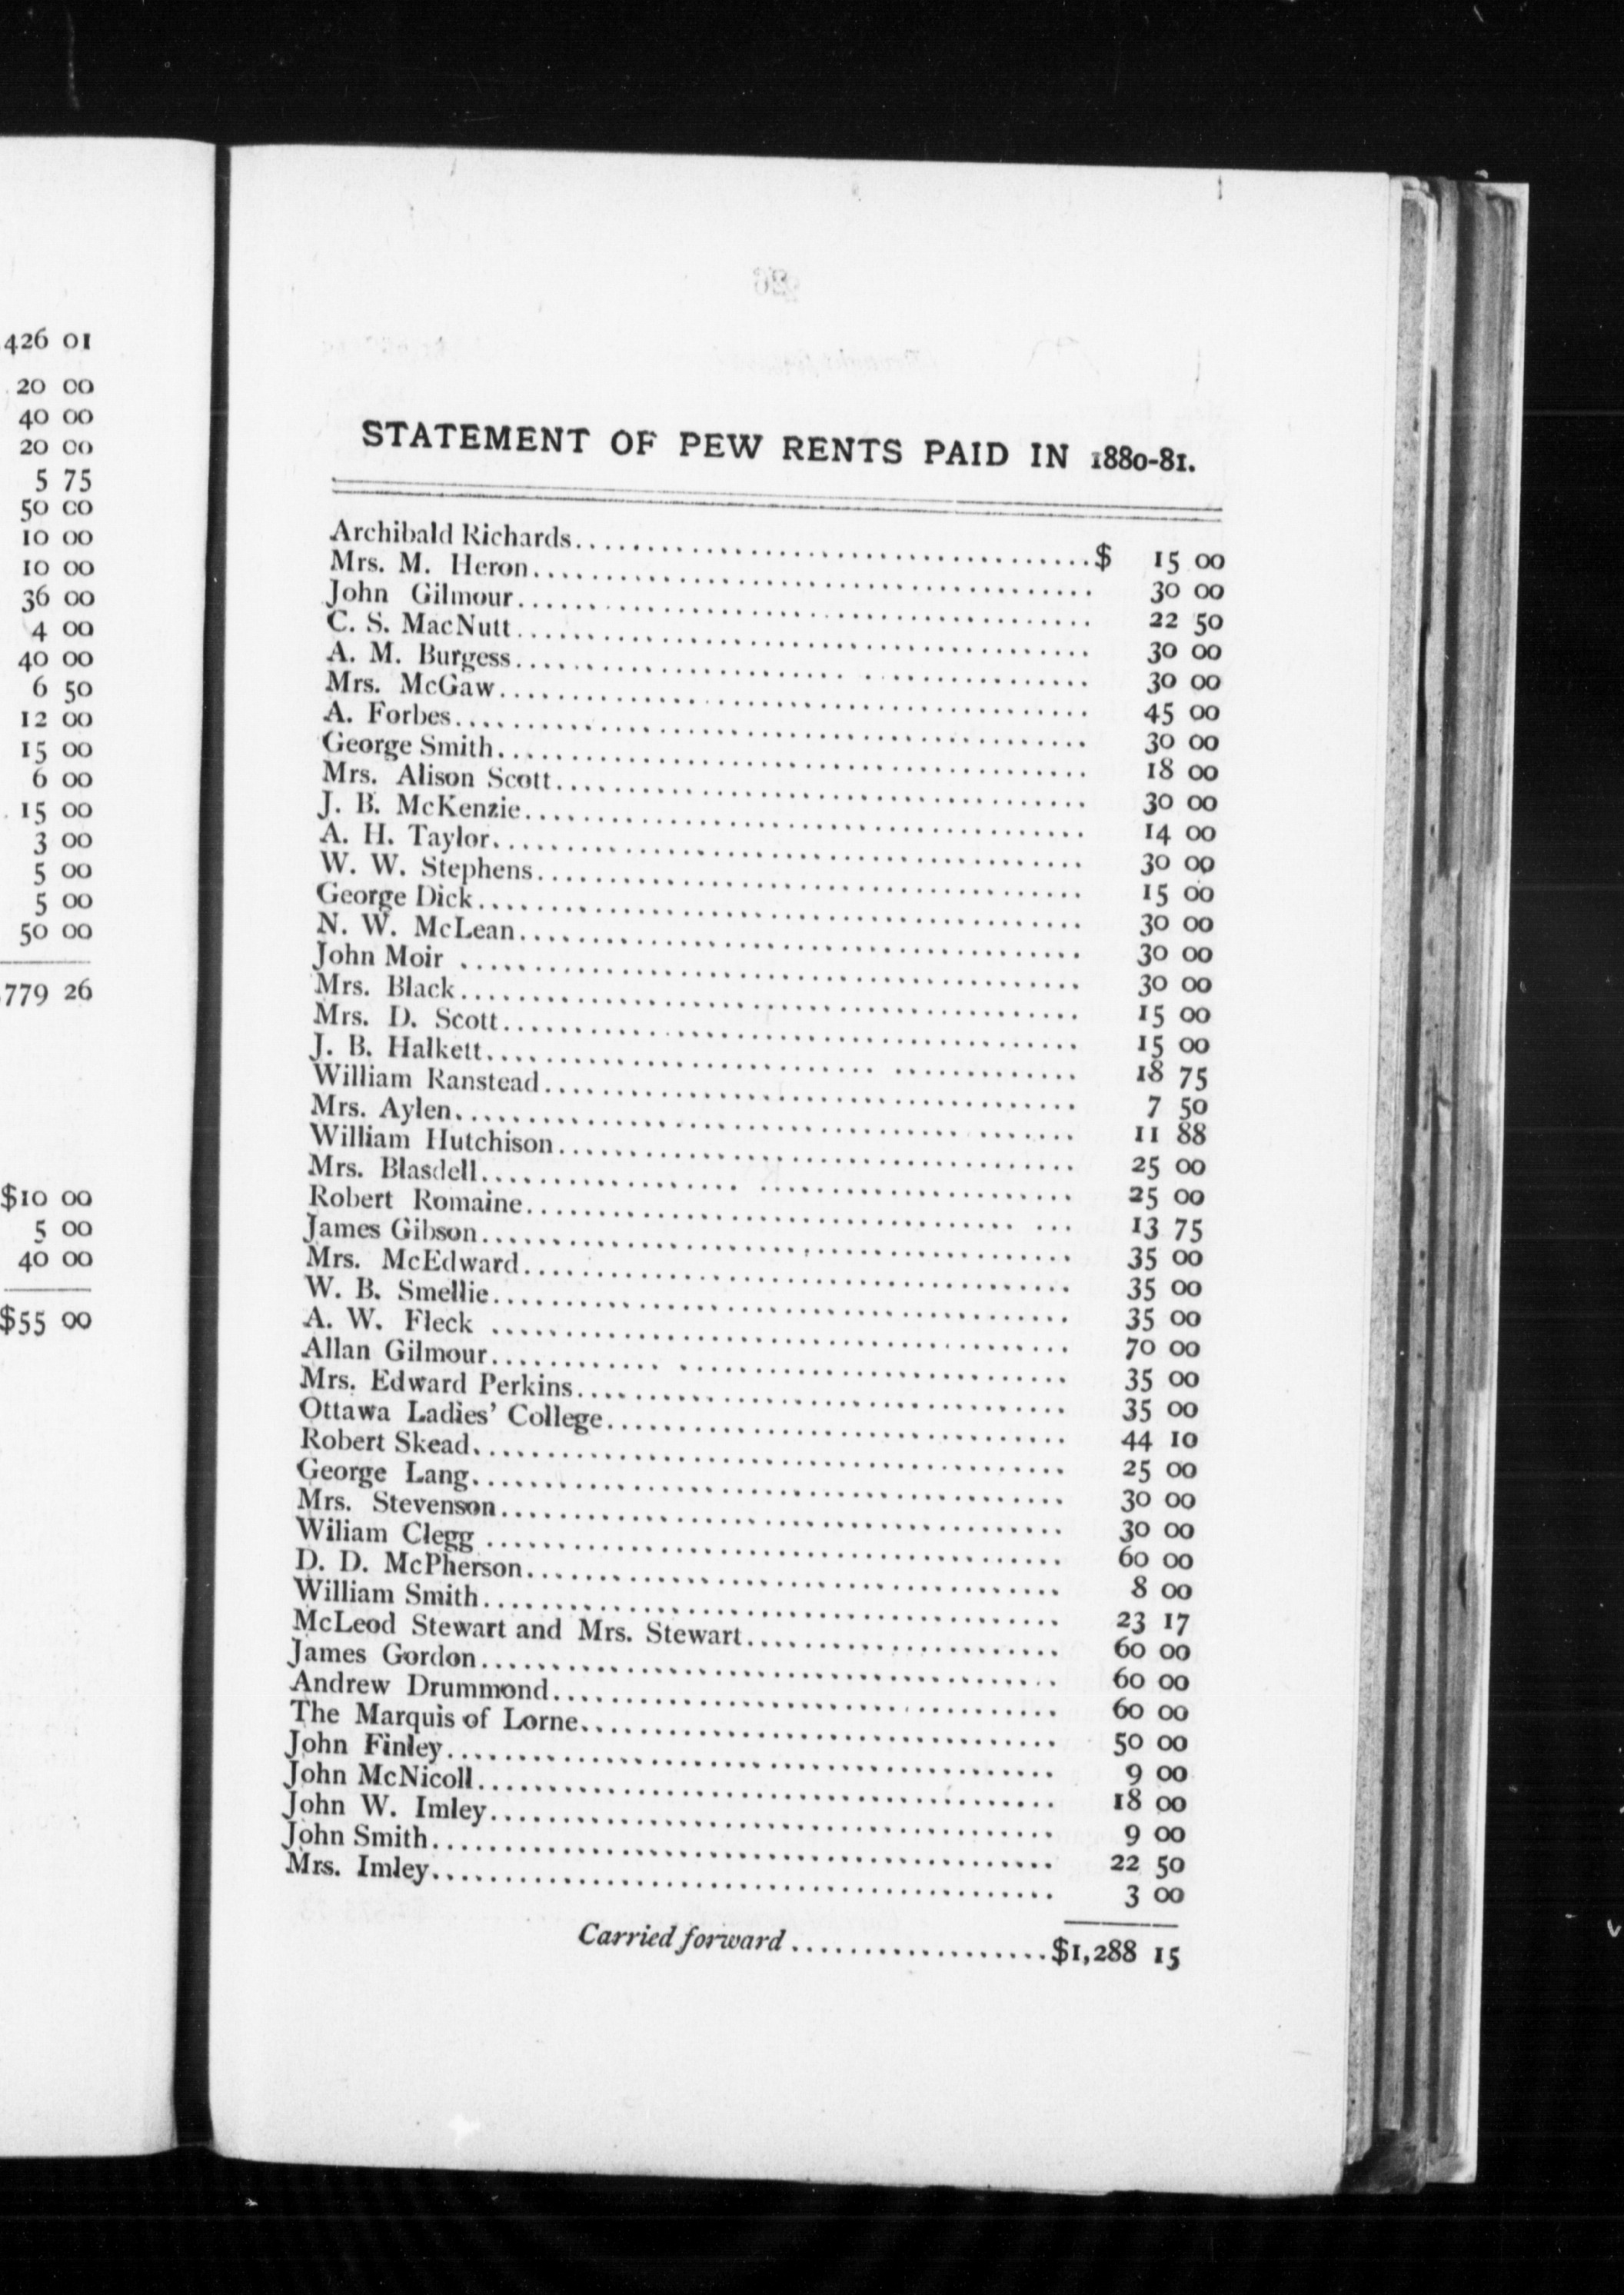 426 01
20 00
40 00
20 00
5 75
50 00
10 00
10 00
36 00
4 00
40 00
6 50
12 00
15 00
6 00
15 00
3 00
5 00
5 00
50 00
779 26
$10 00
5 00
40 00
$55 00
STATEMENT OF PEW RENTS PAID IN 1880-81.
Archibald Richards....................$ 15 00
Mrs. M. Heron.................... 30 00
John Gilmour.................... 22 50
C. S. MacNutt.................... 30 00
A. M. Burgess.................... 30 00
Mrs. McGaw.................... 45 00
A. Forbes.................... 30 00
George Smith.................... 18 00
Mrs. Alison Scott.................... 30 00
J. B. McKenzie.................... 14 00
A. H. Taylor.................... 30 00
W. W. Stephens.................... 15 00
George Dick.................... 30 00
N. W. McLean.................... 30 00
John Moir .................... 30 00
Mrs. Black.................... 15 00
Mrs. D. Scott.................... 15 00
J. B. Halkett.................... 18 75
William Ranstead.................... 7 50
Mrs. Aylen.................... 11 88
William Hutchison.................... 25 00
Mrs. Blasdell.................... 25 00
Robert Romaine.................... 13 75
James Gibson.................... 35 00
Mrs. McEdward.................... 35 00
W. B. Smellie.................... 35 00
A. W. Fleck .................... 70 00
Allan Gilmour.................... 35 00
Mrs. Edward Perkins.................... 35 00
Ottawa Ladies' College.................... 44 10
Robert Skead.................... 25 00
George Lang.................... 30 00
Mrs. Stevenson.................... 30 00
Wiliam Clegg .................... 60 00
D. D. McPherson.................... 8 00
William Smith.................... 23 17
McLeod Stewart and Mrs. Stewart.................... 60 00
James Gordon.................... 60 00
Andrew Drummond.................... 60 00
The Marquis of Lorne.................... 50 00
John Finley.................... 9 00
John McNicoll.................... 18 00
John W. Imley.................... 9 00
John Smith.................... 22 50
Mrs. Imley.................... 3 00
Carried forward ..................$1,288 15